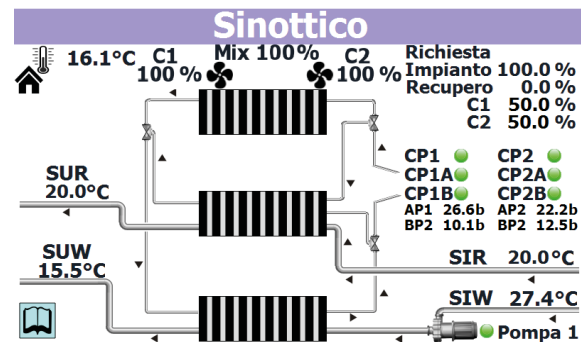 Sinottico
16.1°C C1 Mix 100% C2 Richiesta
100 % 100 % Impianto 100.0 %
Recupero 0.0 %
C1 50.0 %
C2 50.0 %
CP1 CP2
CP1A CP2A
CP1B CP2B
AP1 26.6b AP2 22.2b
BP2 10.1b BP2 12.5b
SUR
20.0°C
SIR 20.0°C
SUW
15.5°C
SIW 27.4°C
Pompa 1